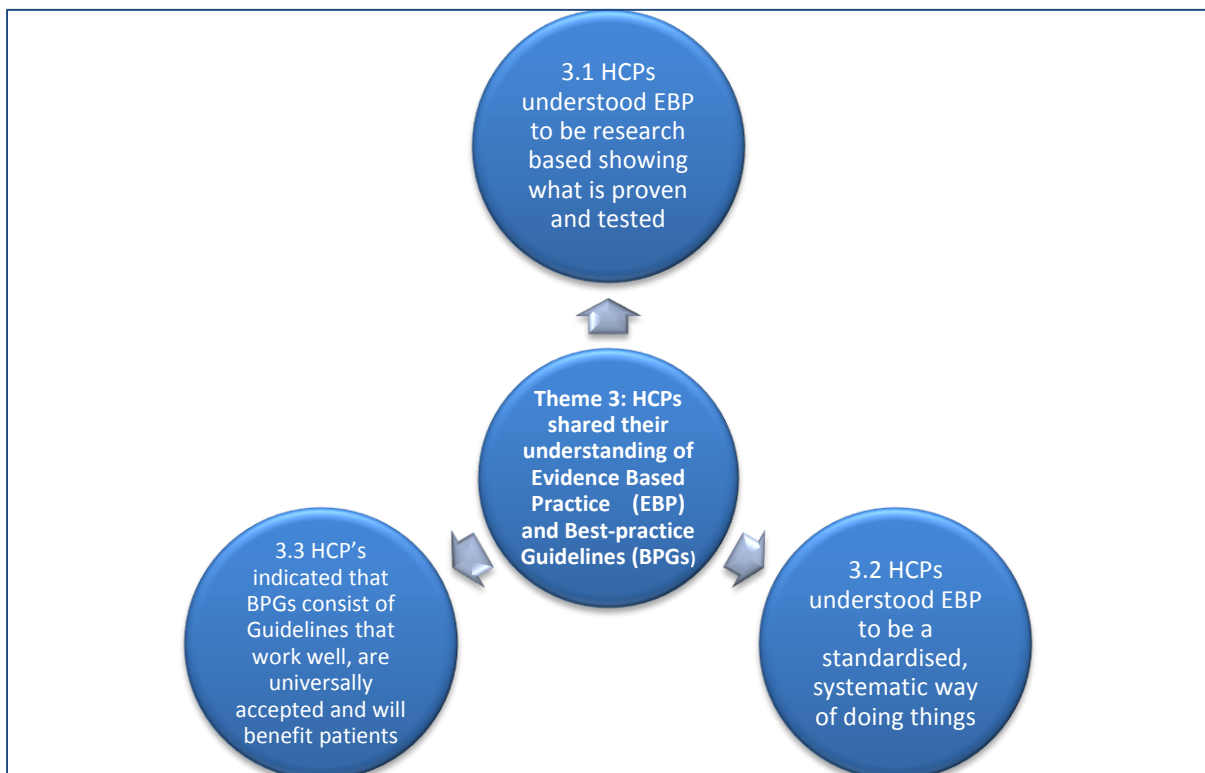 3.1 HCPs
understood EBP
to be research
based showing
what is proven
and tested
Theme 3: HCPs
shared their
understanding of
Evidence Based
Practice (EBP)
and Best-practice
Guidelines (BPGs)
3.3 HCP’s
indicated that
BPGs consist of
Guidelines that
work well, are
universally
accepted and will
benefit patients
3.2 HCPs
understood EBP
to be a
standardised,
systematic way
of doing things